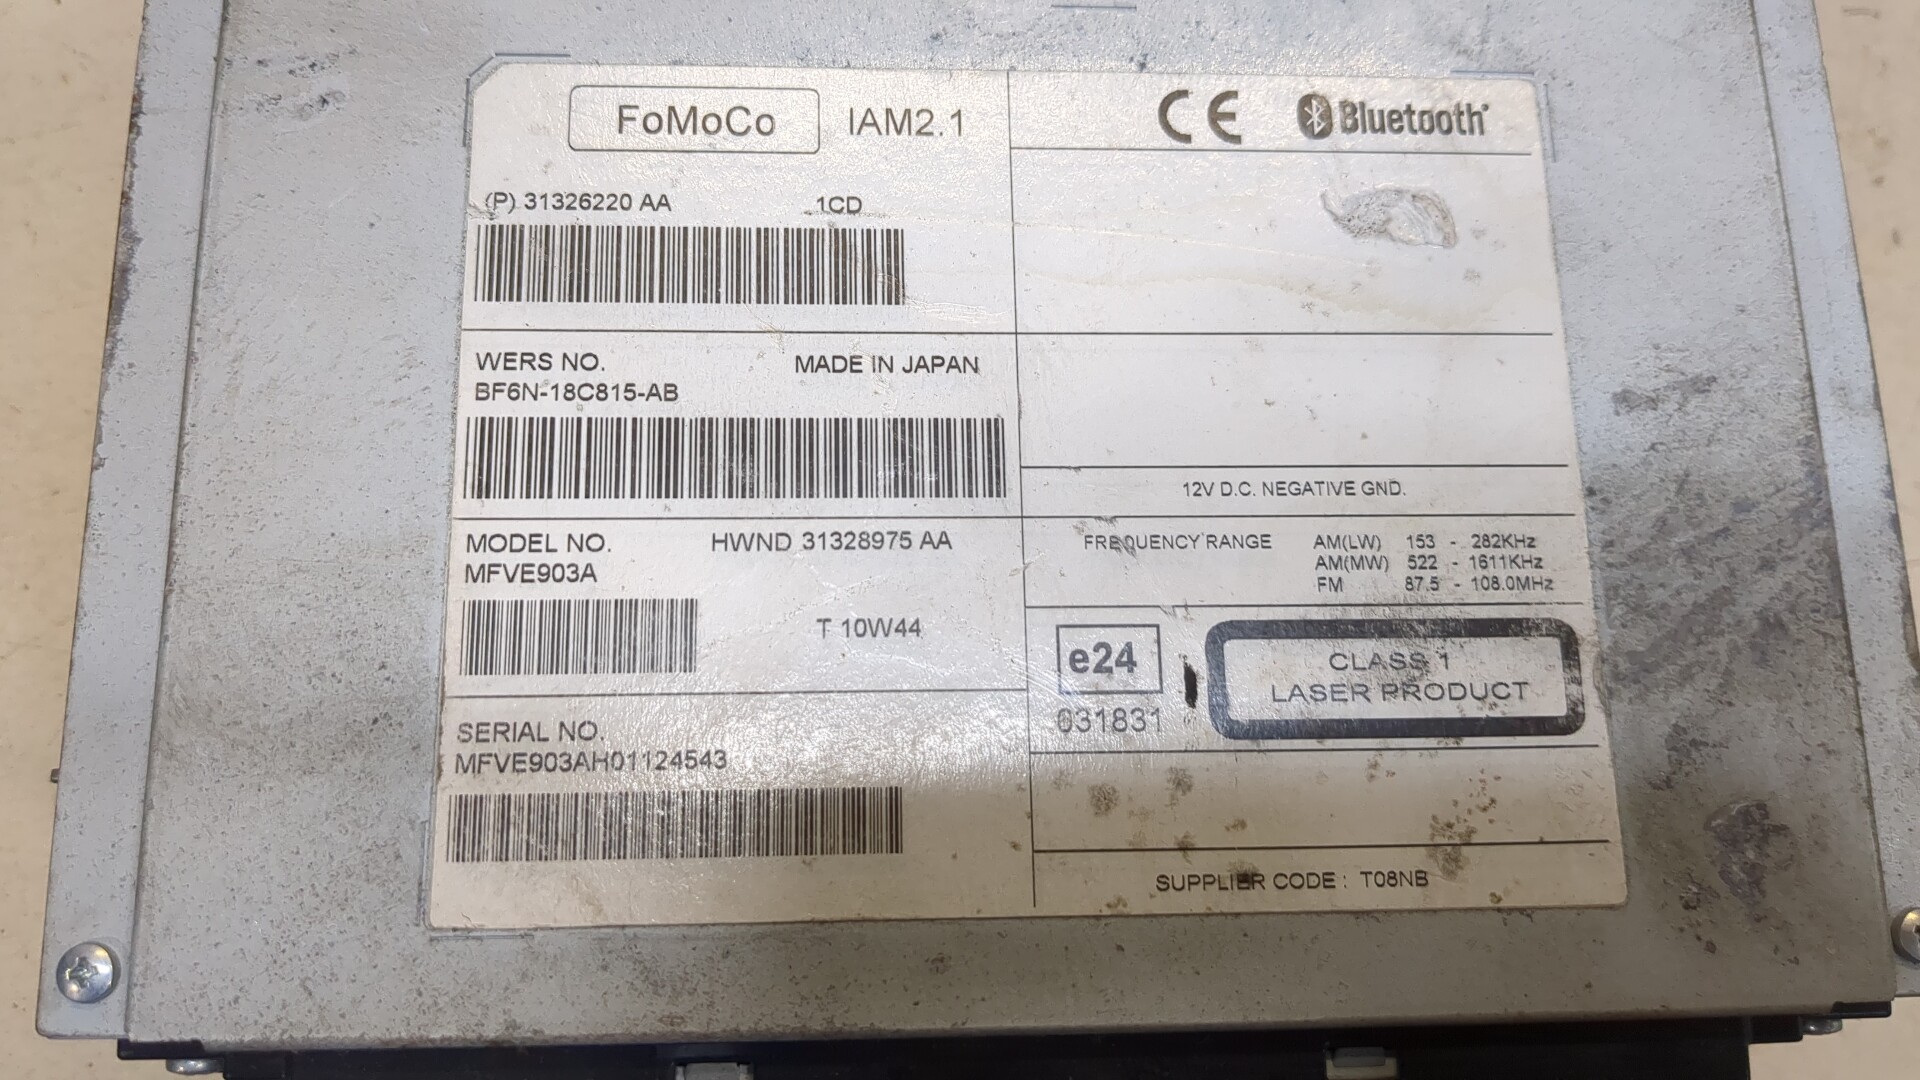 FoMoCo IAM2.1
(P) 31326220 AA 1CD
WERS NO. MADE IN JAPAN
BF6N-18C815-AB
MODEL NO. HWND 31328975 AA
MFVE903A
T 10W44
SERIAL NO.
MFVE903AH01124543
CE Bluetooth
12V D.C. NEGATIVE GND.
FREQUENCY RANGE AM(LW) 153 - 282KHz
AM(MW) 522 - 1611KHz
FM 87.5 - 108.0MHz
e24
031831
CLASS 1
LASER PRODUCT
SUPPLIER CODE : T08NB